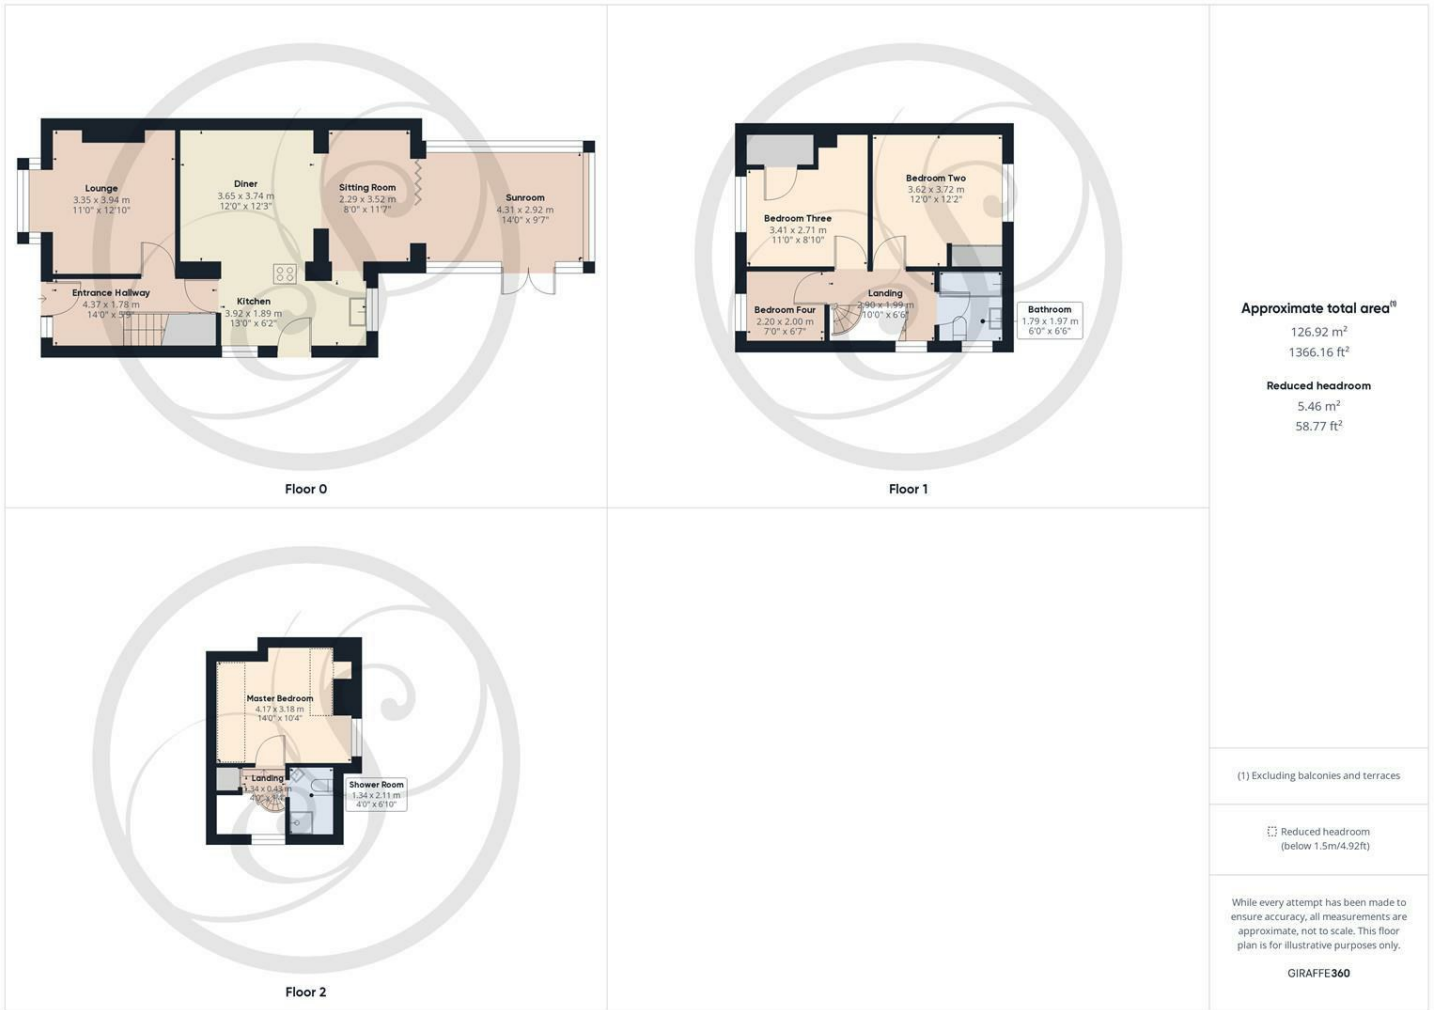 Lounge
3.35 x 3.94 m
11'0" x 12'10"
Diner
3.65 x 3.74 m
12'0" x 12'3"
Sitting Room
2.29 x 3.52 m
8'0" x 11'7"
Sunroom
4.31 x 2.92 m
14'0" x 9'7"
Entrance Hallway
4.37 x 1.78 m
14'0" x 5'9"
Kitchen
3.92 x 1.89 m
13'0" x 6'2"
Floor 0
Bedroom Two
3.62 x 3.72 m
12'0" x 12'2"
Bedroom Three
3.41 x 2.71 m
11'0" x 8'10"
Landing
2.90 x 1.99 m
10'0" x 6'6"
Bedroom Four
2.20 x 2.00 m
7'0" x 6'7"
Bathroom
1.79 x 1.97 m
6'0" x 6'6"
Floor 1
Master Bedroom
4.17 x 3.18 m
14'0" x 10'4"
Landing
1.34 x 0.43 m
4'0"
Shower Room
1.34 x 2.11 m
4'0" x 6'10"
Floor 2
Approximate total area(1)
126.92 m²
1366.16 ft²
Reduced headroom
5.46 m²
58.77 ft²
(1) Excluding balconies and terraces
Reduced headroom
(below 1.5m/4.92ft)
While every attempt has been made to
ensure accuracy, all measurements are
approximate, not to scale. This floor
plan is for illustrative purposes only.
GIRAFFE360